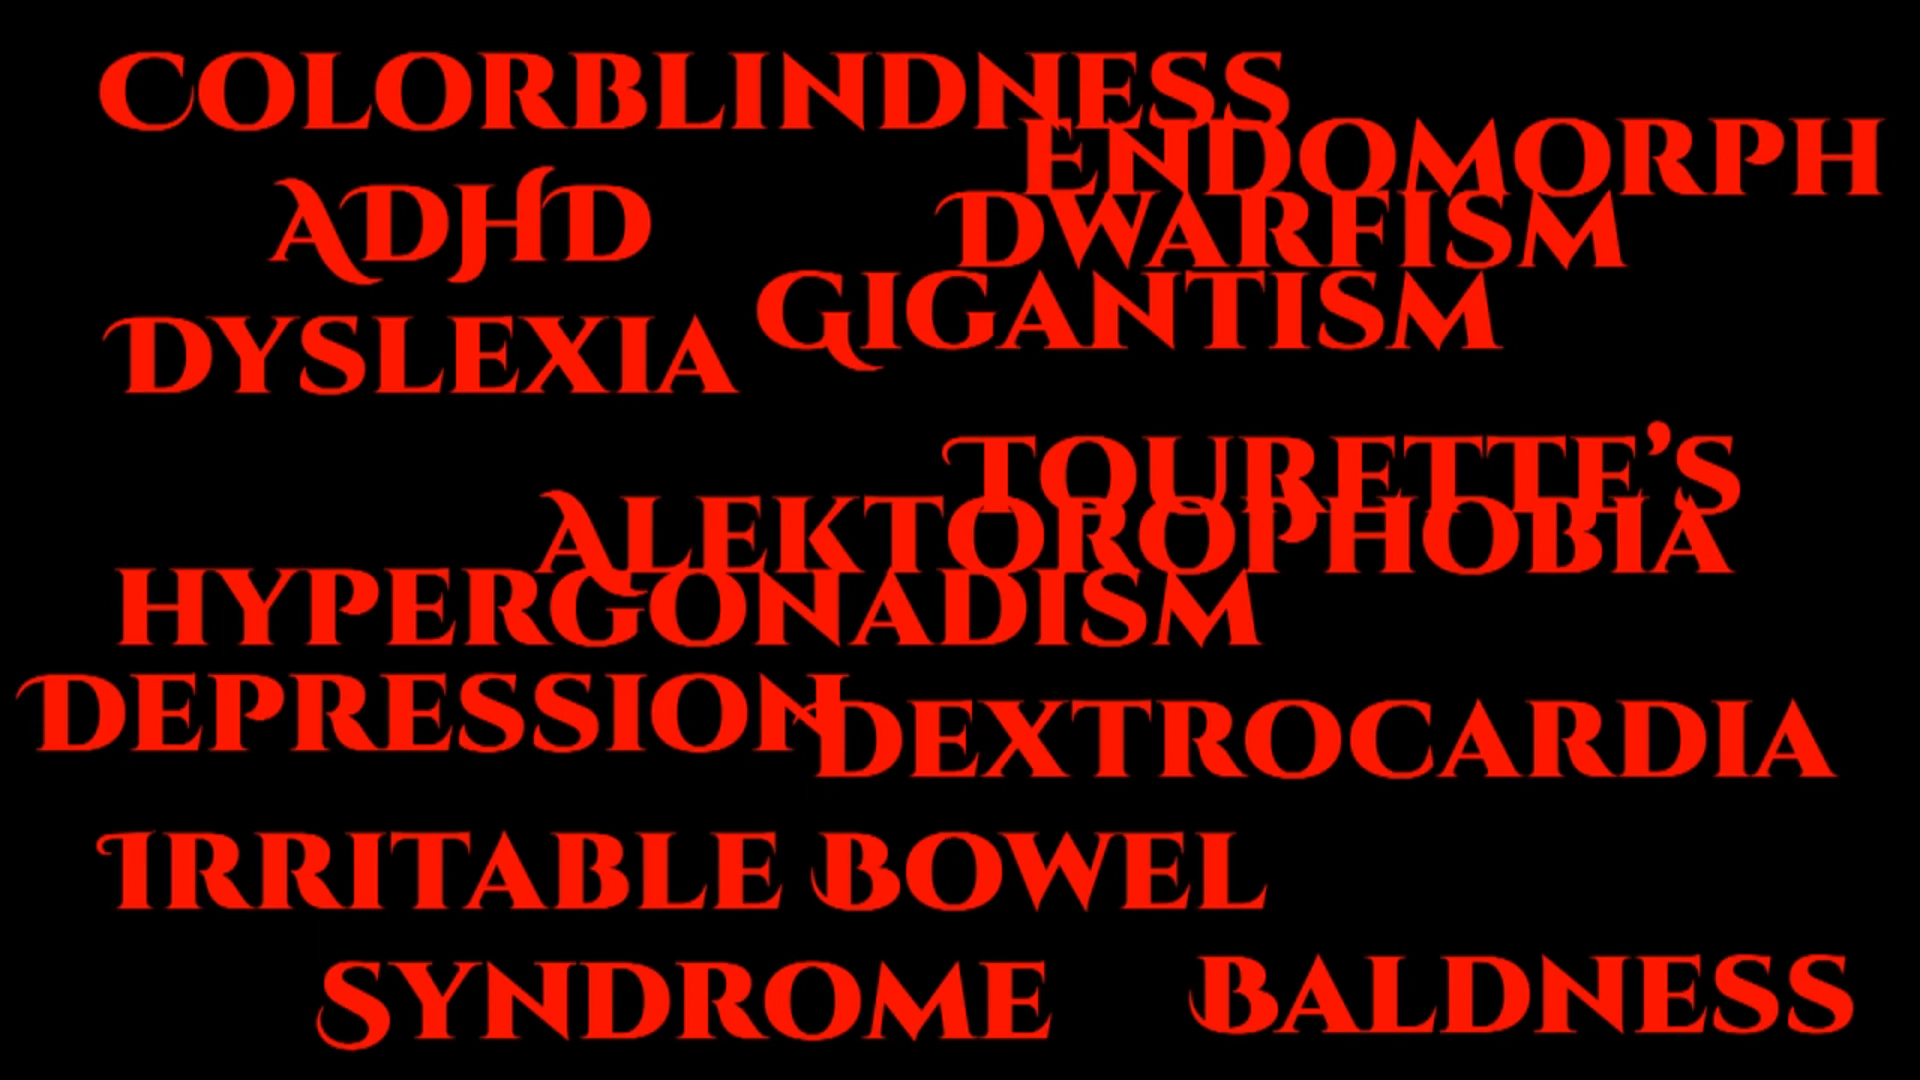 Colorblindness
Endomorph
ADHD
Dwarfism
Gigantism
Dyslexia
Tourette's
Alektorophobia
hypergonadism
Depression
Dextrocardia
Irritable Bowel
Syndrome
Baldness